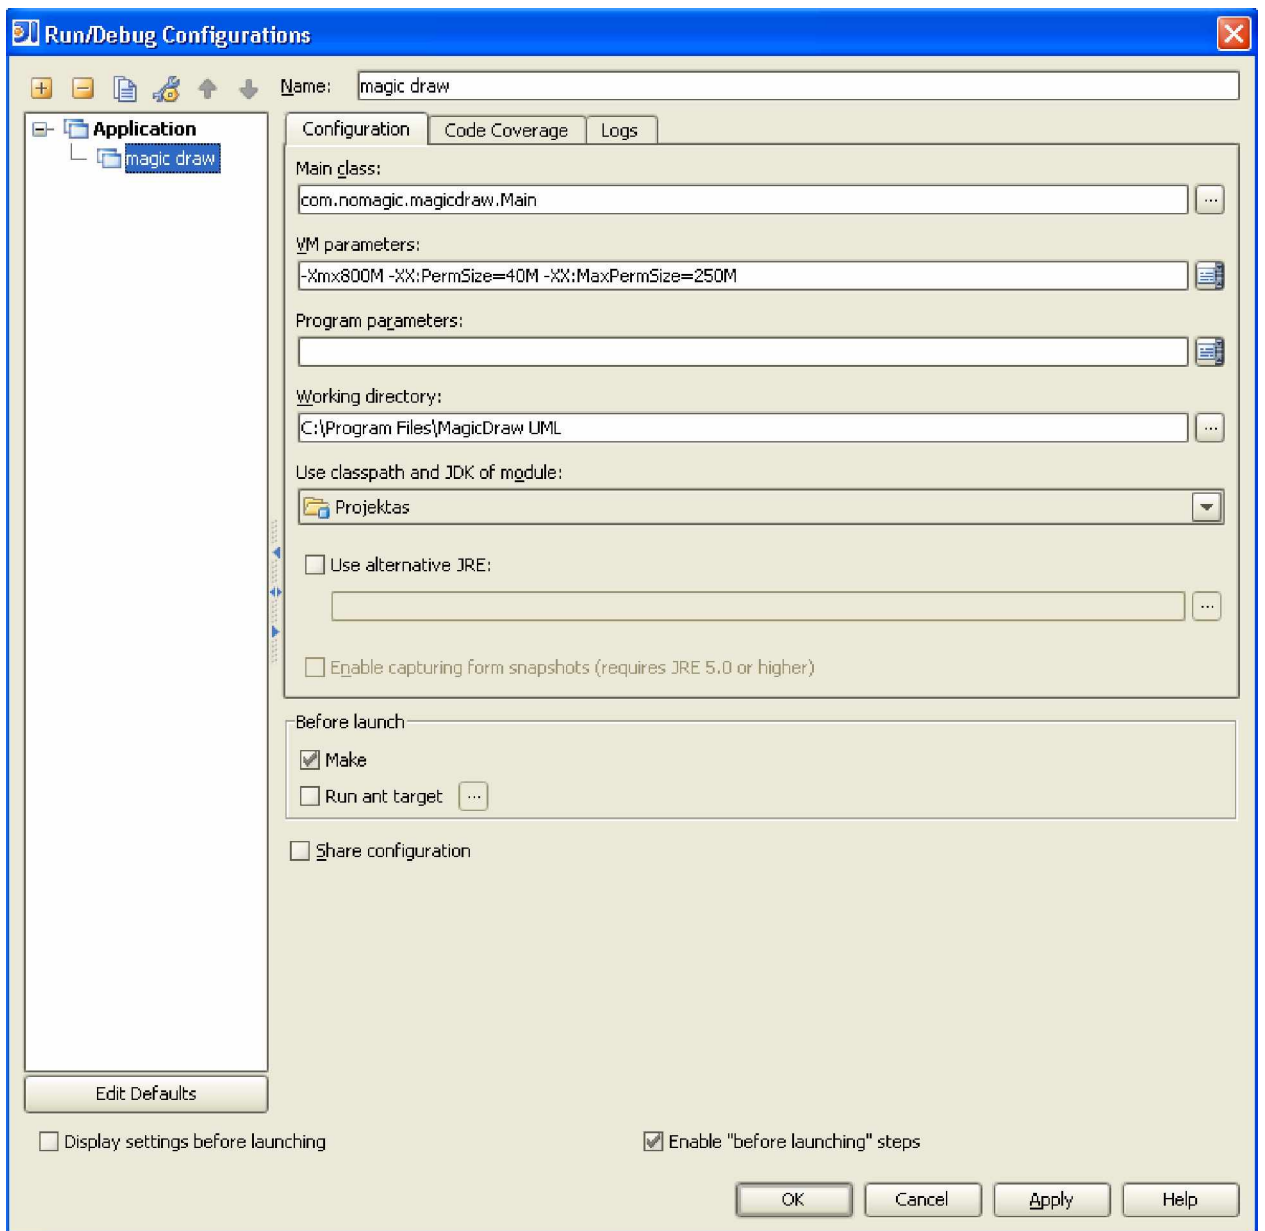 Run/Debug Configurations
Name: magic draw
Application
magic draw
Configuration Code Coverage Logs
Main class:
com.nomagic.magicdraw.Main
...
VM parameters:
-Xmx800M -XX:PermSize=40M -XX:MaxPermSize=250M
Program parameters:
Working directory:
C:\Program Files\MagicDraw UML
...
Use classpath and JDK of module:
Projektas
Use alternative JRE:
...
Enable capturing form snapshots (requires JRE 5.0 or higher)
Before launch
Make
Run ant target ...
Share configuration
Edit Defaults
Display settings before launching
Enable "before launching" steps
OK Cancel Apply Help